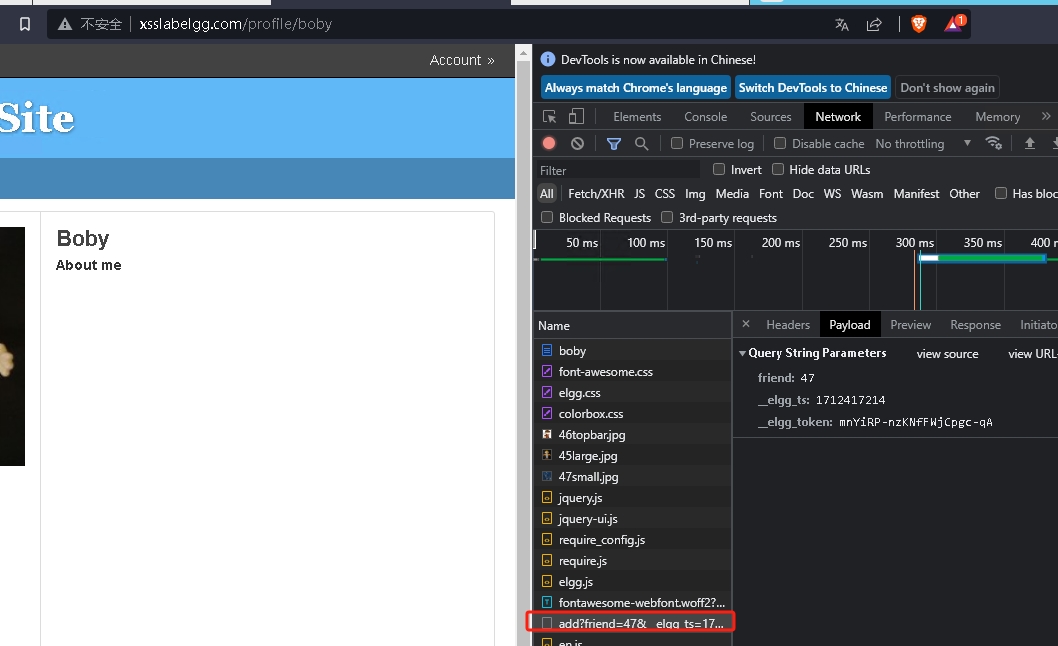 不安全 xsslabelgg.com/profile/boby
1
Account »
Site
Boby
About me
DevTools is now available in Chinese!
Always match Chrome's language Switch DevTools to Chinese Don't show again
Elements Console Sources Network Performance Memory »
Preserve log Disable cache No throttling
Filter Invert Hide data URLs
All Fetch/XHR JS CSS Img Media Font Doc WS Wasm Manifest Other Has bloc
Blocked Requests 3rd-party requests
50 ms 100 ms 150 ms 200 ms 250 ms 300 ms 350 ms 400 m
Name
× Headers Payload Preview Response Initiato
boby
font-awesome.css
elgg.css
colorbox.css
46topbar.jpg
45large.jpg
47small.jpg
jquery.js
jquery-ui.js
require_config.js
require.js
elgg.js
fontawesome-webfont.woff2?...
add?friend=47&__elgg_ts=17...
en.js
Query String Parameters view source view URL-
friend: 47
__elgg_ts: 1712417214
__elgg_token: mnYiRP-nzKNfFWjCpgc-qA